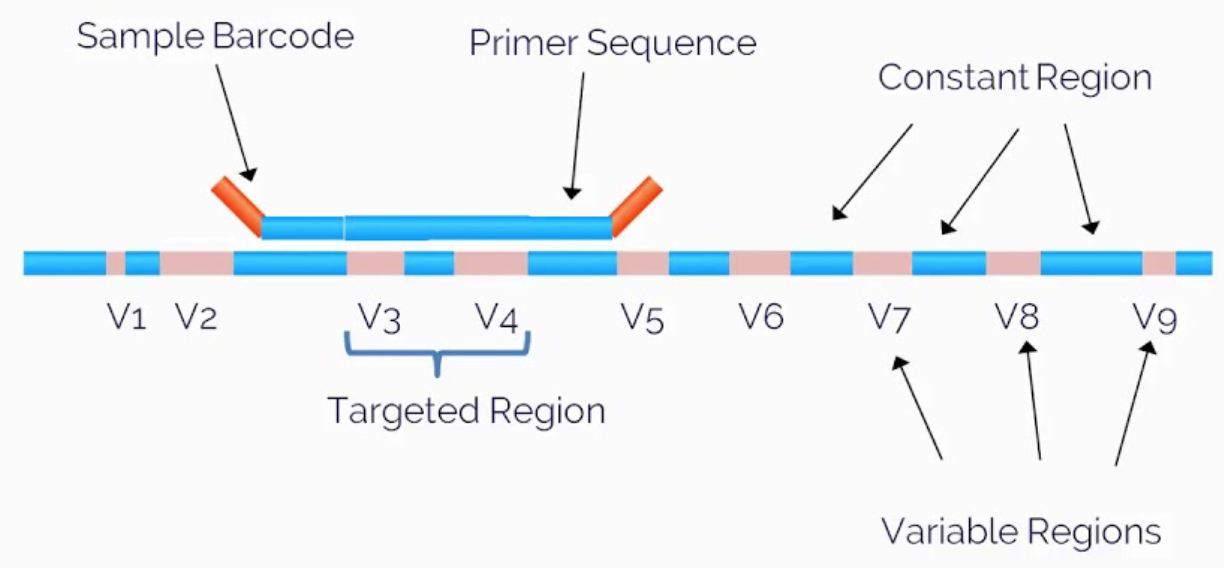 Sample Barcode
Primer Sequence
Constant Region
V1 V2 V3 V4 V5 V6 V7 V8 V9
Targeted Region
Variable Regions